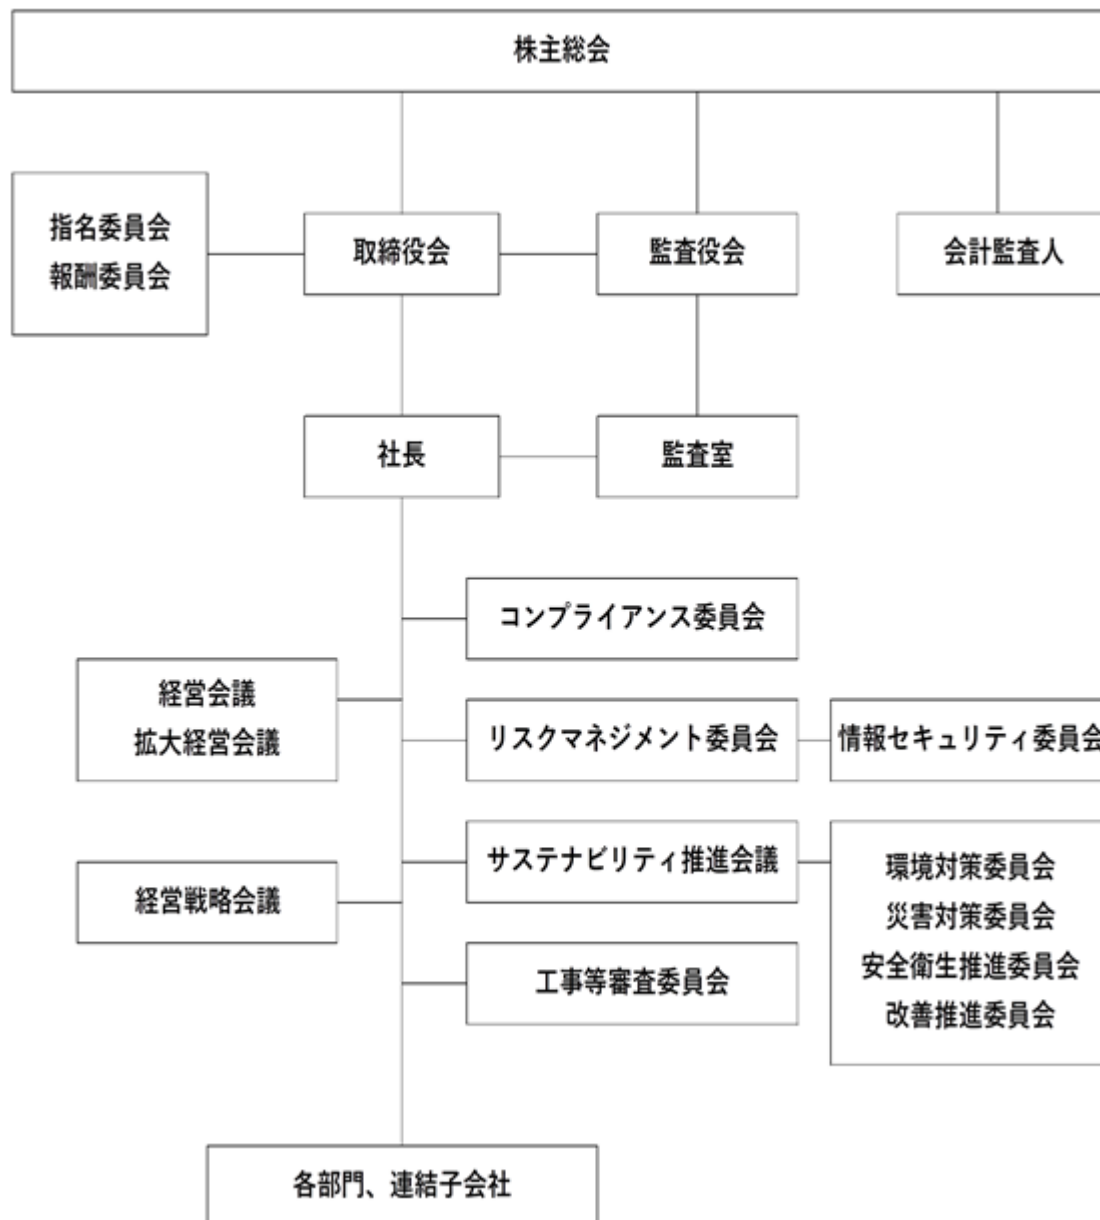 株主総会
指名委員会
報酬委員会
取締役会
監査役会
会計監査人
社長
監査室
コンプライアンス委員会
経営会議
拡大経営会議
リスクマネジメント委員会
情報セキュリティ委員会
サステナビリティ推進会議
環境対策委員会
災害対策委員会
安全衛生推進委員会
改善推進委員会
経営戦略会議
工事等審査委員会
各部門、連結子会社